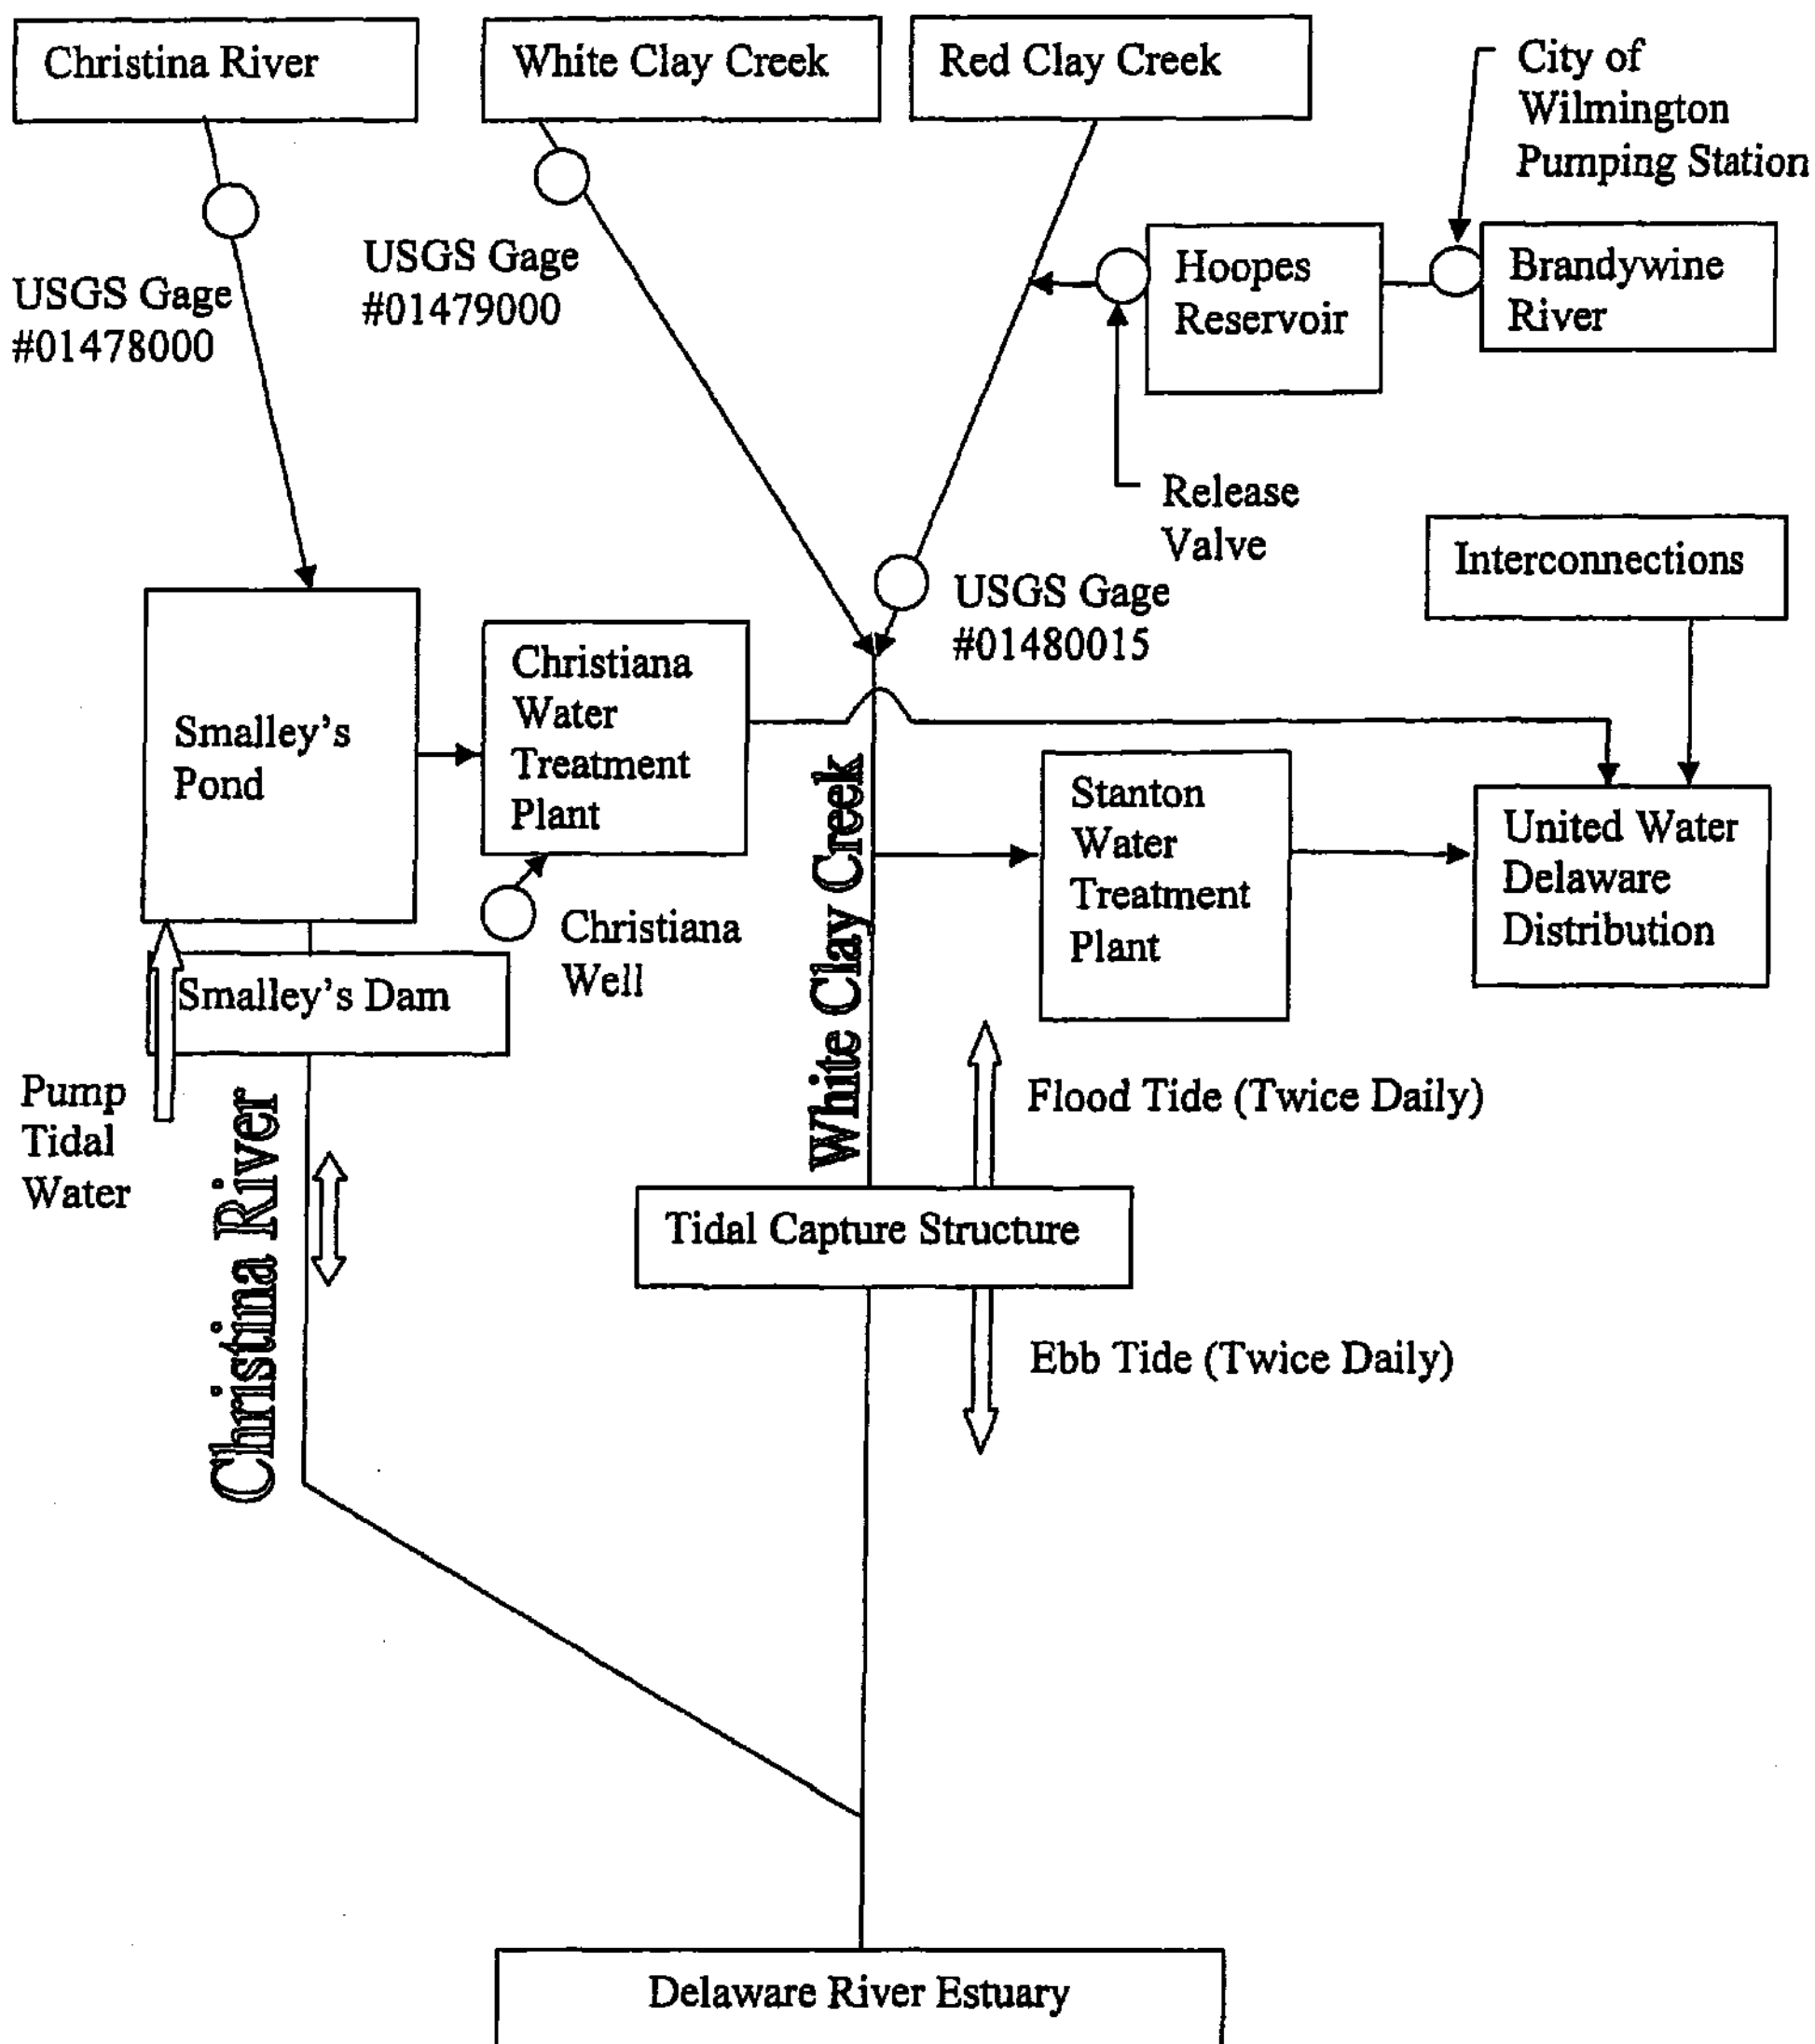 Christina River
White Clay Creek
Red Clay Creek
City of
Wilmington
Pumping Station
USGS Gage
#01478000
USGS Gage
#01479000
Hoopes
Reservoir
Brandywine
River
Release
Valve
USGS Gage
#01480015
Interconnections
Smalley's
Pond
Christiana
Water
Treatment
Plant
Christiana
Well
White Clay Creek
Stanton
Water
Treatment
Plant
United Water
Delaware
Distribution
Smalley's Dam
Pump
Tidal
Water
Christina River
Flood Tide (Twice Daily)
Tidal Capture Structure
Ebb Tide (Twice Daily)
Delaware River Estuary